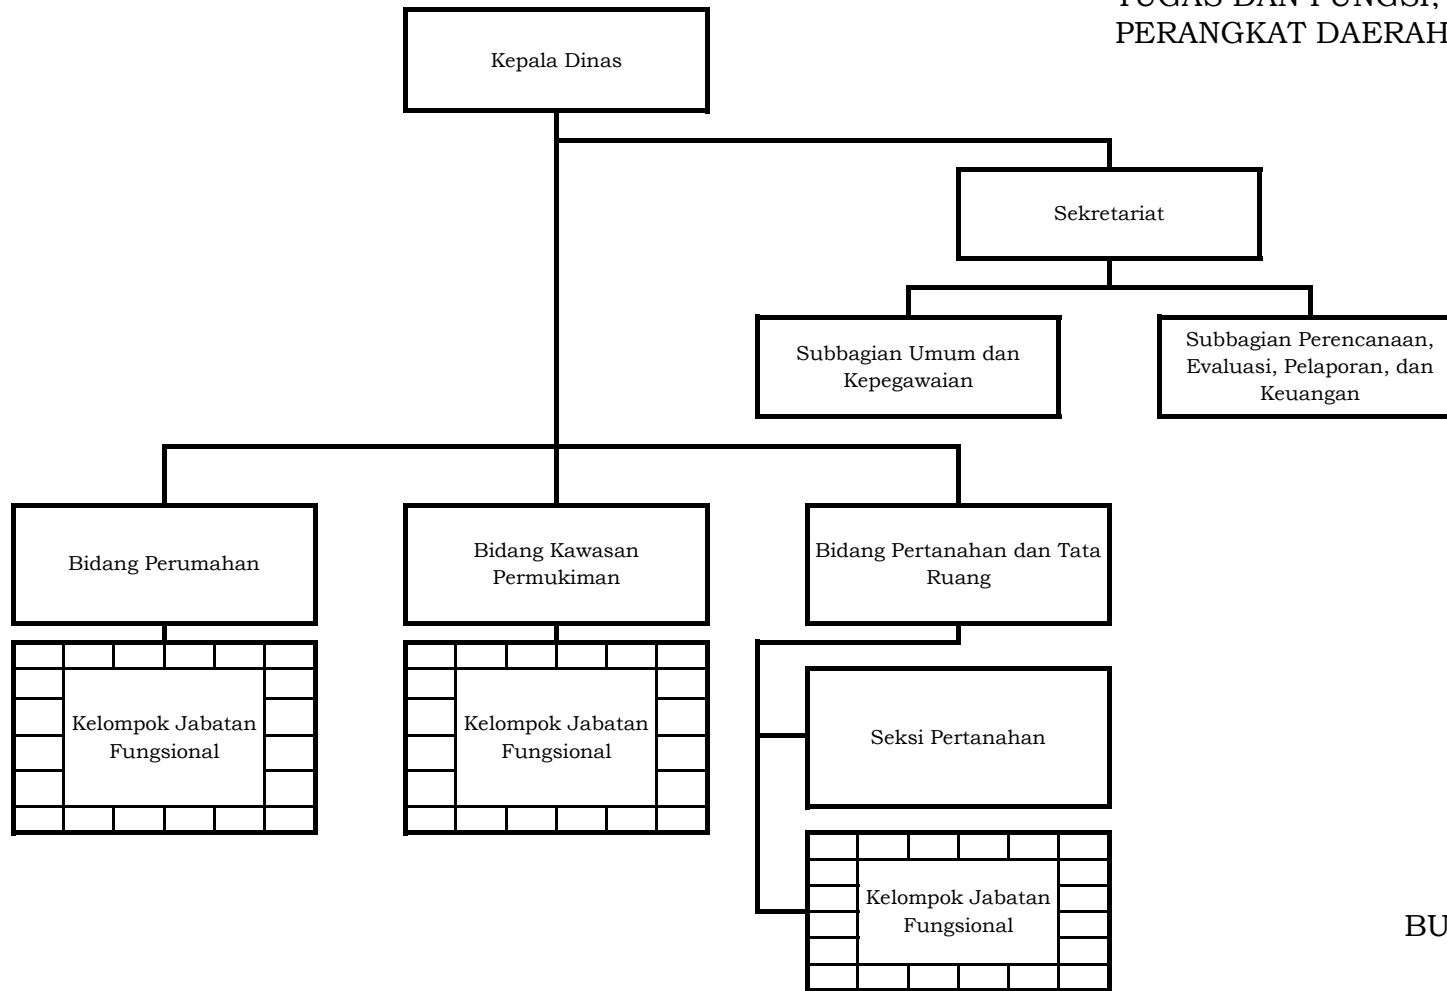 TUGAS DAN FUNGSI,
PERANGKAT DAERAH
Kepala Dinas
Sekretariat
Subbagian Umum dan
Kepegawaian
Subbagian Perencanaan,
Evaluasi, Pelaporan, dan
Keuangan
Bidang Perumahan
Bidang Kawasan
Permukiman
Bidang Pertanahan dan Tata
Ruang
Kelompok Jabatan
Fungsional
Kelompok Jabatan
Fungsional
Seksi Pertanahan
Kelompok Jabatan
Fungsional
BU